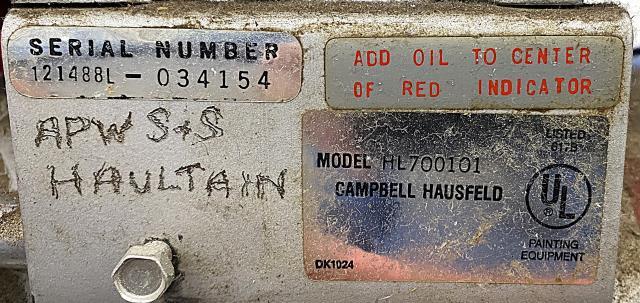 SERIAL NUMBER
121488L - 034154
ADD OIL TO CENTER
OF RED INDICATOR
APW S+S
HAULTAIN
MODEL HL700101
CAMPBELL HAUSFELD
LISTED
UL
®
PAINTING
EQUIPMENT
DK1024